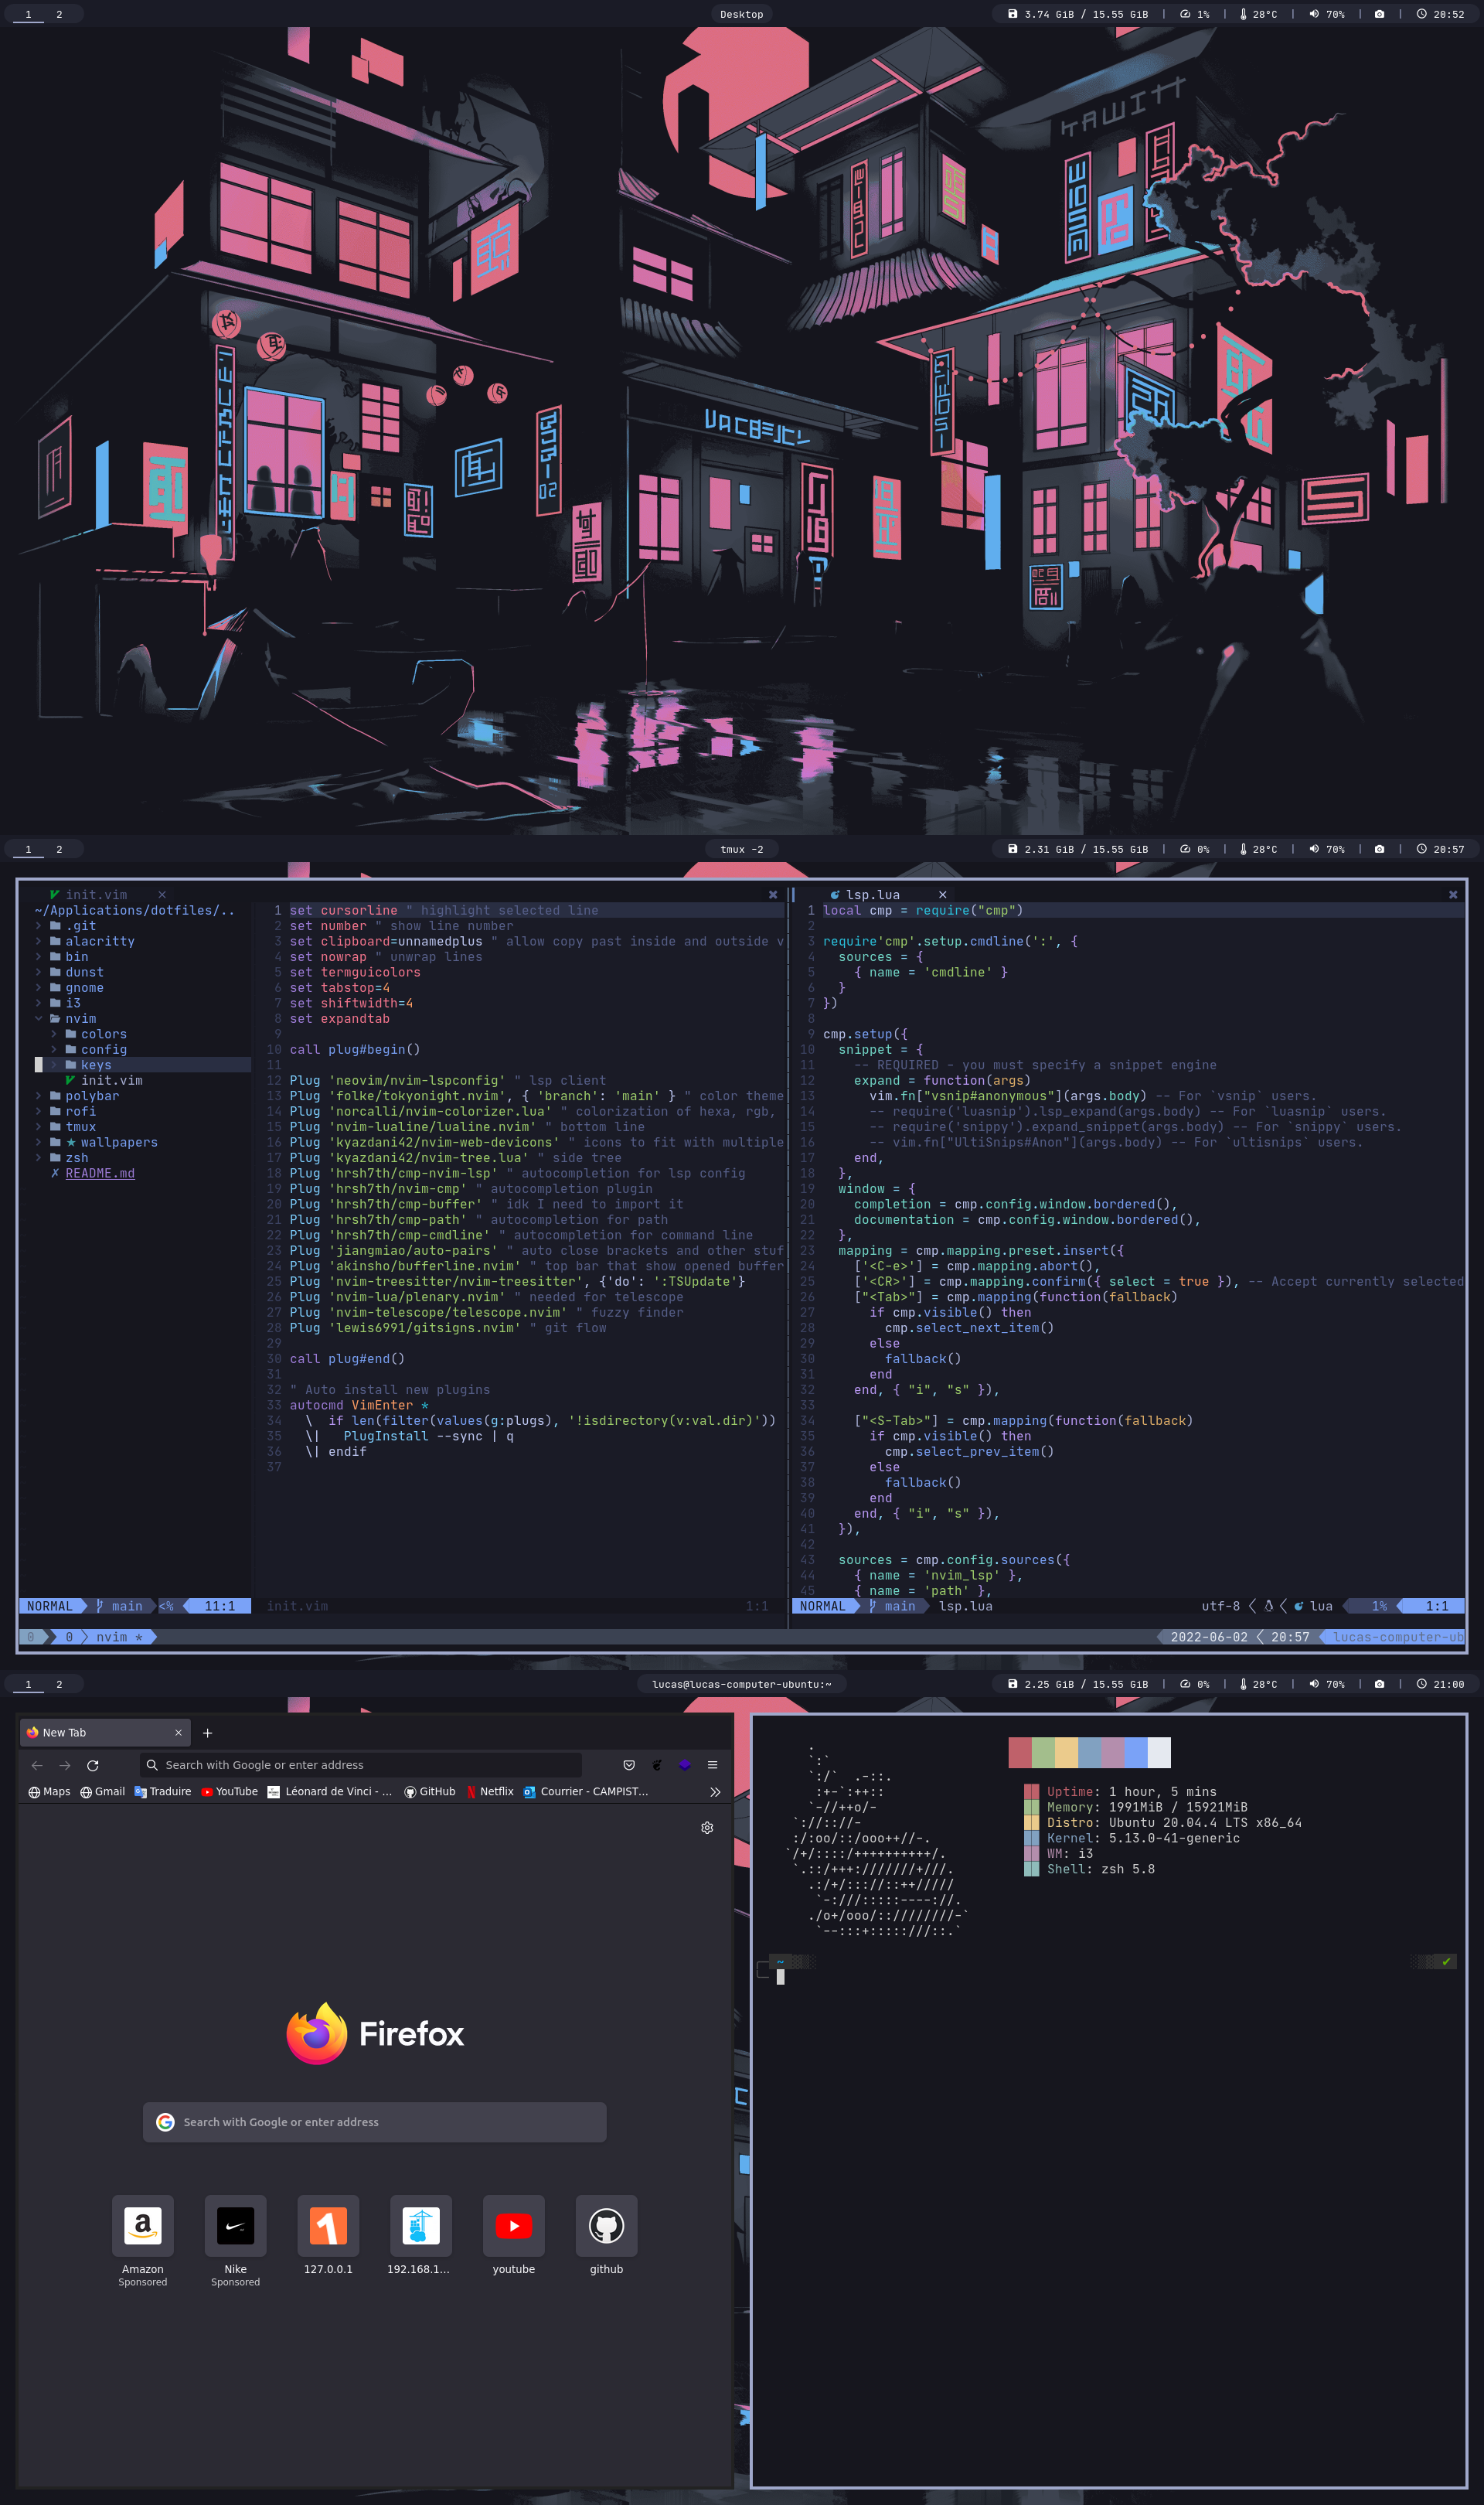 1 2
Desktop
3.74 GiB / 15.55 GiB | 1% | 28°C | 70% | | 20:52
1 2
tmux -2
2.31 GiB / 15.55 GiB | 0% | 28°C | 70% | | 20:57
init.vim
~/Applications/dotfiles/..
.git
alacritty
bin
dunst
gnome
i3
nvim
colors
config
keys
init.vim
polybar
rofi
tmux
★ wallpapers
zsh
✗ README.md
1 set cursorline " highlight selected line
2 set number " show line number
3 set clipboard=unnamedplus " allow copy past inside and outside v
4 set nowrap " unwrap lines
5 set termguicolors
6 set tabstop=4
7 set shiftwidth=4
8 set expandtab
9
10 call plug#begin()
11
12 Plug 'neovim/nvim-lspconfig' " lsp client
13 Plug 'folke/tokyonight.nvim', { 'branch': 'main' } " color theme
14 Plug 'norcalli/nvim-colorizer.lua' " colorization of hexa, rgb,
15 Plug 'nvim-lualine/lualine.nvim' " bottom line
16 Plug 'kyazdani42/nvim-web-devicons' " icons to fit with multiple
17 Plug 'kyazdani42/nvim-tree.lua' " side tree
18 Plug 'hrsh7th/cmp-nvim-lsp' " autocompletion for lsp config
19 Plug 'hrsh7th/nvim-cmp' " autocompletion plugin
20 Plug 'hrsh7th/cmp-buffer' " idk I need to import it
21 Plug 'hrsh7th/cmp-path' " autocompletion for path
22 Plug 'hrsh7th/cmp-cmdline' " autocompletion for command line
23 Plug 'jiangmiao/auto-pairs' " auto close brackets and other stuf
24 Plug 'akinsho/bufferline.nvim' " top bar that show opened buffer
25 Plug 'nvim-treesitter/nvim-treesitter', {'do': ':TSUpdate'}
26 Plug 'nvim-lua/plenary.nvim' " needed for telescope
27 Plug 'nvim-telescope/telescope.nvim' " fuzzy finder
28 Plug 'lewis6991/gitsigns.nvim' " git flow
29
30 call plug#end()
31
32 " Auto install new plugins
33 autocmd VimEnter *
34   \  if len(filter(values(g:plugs), '!isdirectory(v:val.dir)'))
35   \|   PlugInstall --sync | q
36   \| endif
37
NORMAL main <% 11:1 init.vim 1:1
lsp.lua
1 local cmp = require("cmp")
2
3 require'cmp'.setup.cmdline(':', {
4   sources = {
5     { name = 'cmdline' }
6   }
7 })
8
9 cmp.setup({
10   snippet = {
11     -- REQUIRED - you must specify a snippet engine
12     expand = function(args)
13       vim.fn["vsnip#anonymous"](args.body) -- For `vsnip` users.
14       -- require('luasnip').lsp_expand(args.body) -- For `luasnip` users.
15       -- require('snippy').expand_snippet(args.body) -- For `snippy` users.
16       -- vim.fn["UltiSnips#Anon"](args.body) -- For `ultisnips` users.
17     end,
18   },
19   window = {
20     completion = cmp.config.window.bordered(),
21     documentation = cmp.config.window.bordered(),
22   },
23   mapping = cmp.mapping.preset.insert({
24     ['<C-e>'] = cmp.mapping.abort(),
25     ['<CR>'] = cmp.mapping.confirm({ select = true }), -- Accept currently selected
26     ["<Tab>"] = cmp.mapping(function(fallback)
27       if cmp.visible() then
28         cmp.select_next_item()
29       else
30         fallback()
31       end
32     end, { "i", "s" }),
33
34     ["<S-Tab>"] = cmp.mapping(function(fallback)
35       if cmp.visible() then
36         cmp.select_prev_item()
37       else
38         fallback()
39       end
40     end, { "i", "s" }),
41   }),
42
43   sources = cmp.config.sources({
44     { name = 'nvim_lsp' },
45     { name = 'path' },
NORMAL main lsp.lua utf-8 lua 1% 1:1
0 0 nvim * 2022-06-02 20:57 lucas-computer-ub
1 2
lucas@lucas-computer-ubuntu:~
2.25 GiB / 15.55 GiB | 0% | 28°C | 70% | | 21:00
New Tab
Search with Google or enter address
Maps Gmail Traduire YouTube Léonard de Vinci - … GitHub Netflix Courrier - CAMPIST…
Firefox
Search with Google or enter address
Amazon Nike 127.0.0.1 192.168.1… youtube github
Sponsored Sponsored
.
`:`
`:/`  .-::.
:+-`:++::
`-//++o/-
`://:://-
:/:oo/::/ooo++//-.
`/+/::::/++++++++++/.
`.::/+++:///////+///.
.:/+/::://::++/////
`-:///:::::----://.
./o+/ooo/:://///////-`
`--:::+:::::///::.`
Uptime: 1 hour, 5 mins
Memory: 1991MiB / 15921MiB
Distro: Ubuntu 20.04.4 LTS x86_64
Kernel: 5.13.0-41-generic
WM: i3
Shell: zsh 5.8
~ ✔